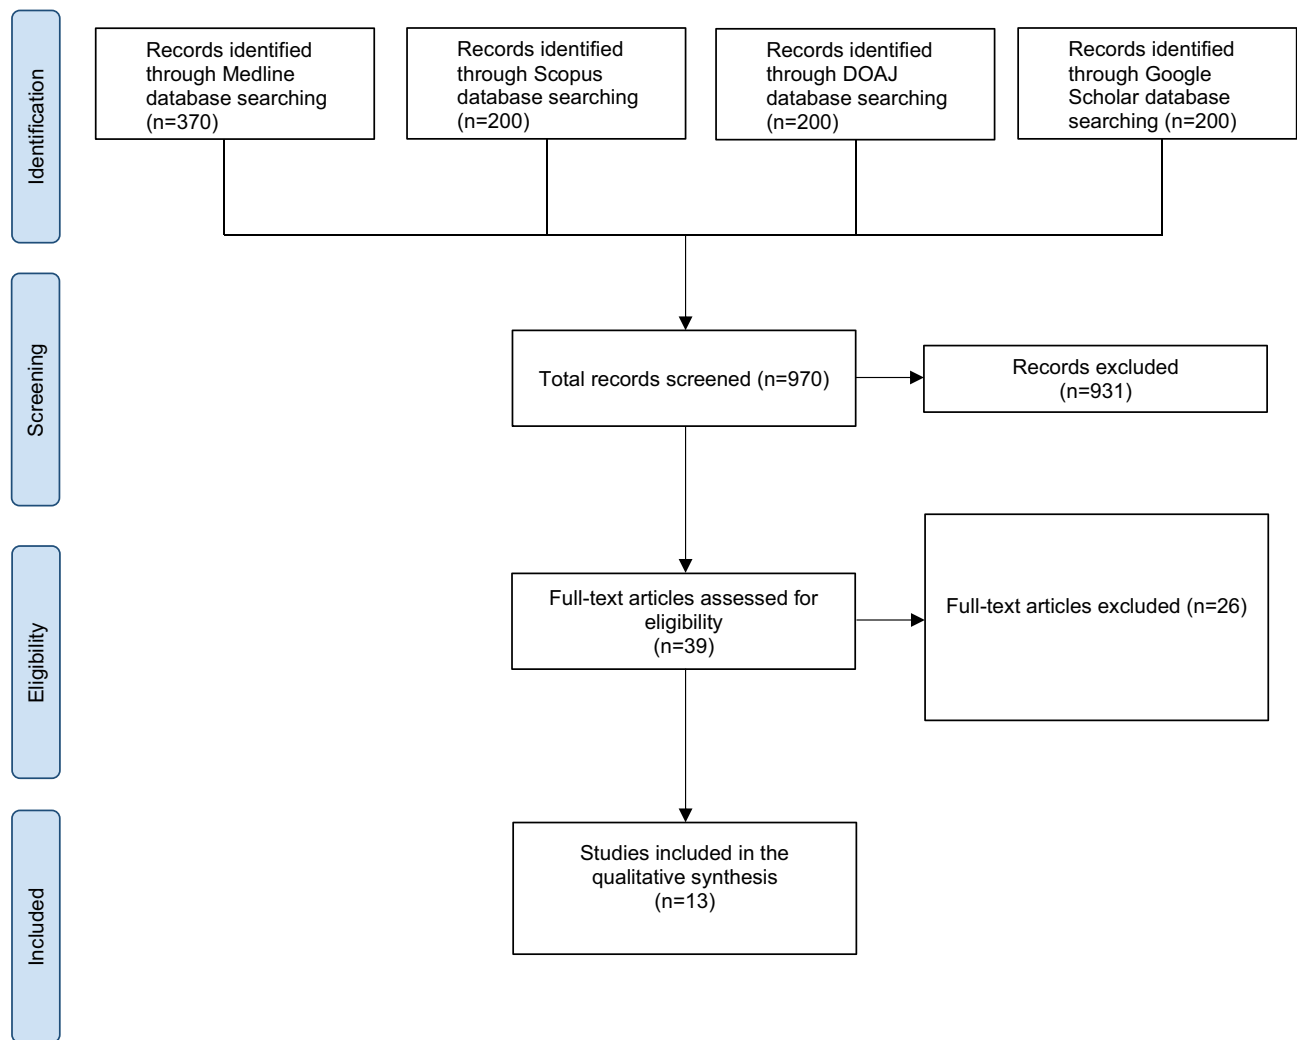 Identification
Records identified
through Medline
database searching
(n=370)
Records identified
through Scopus
database searching
(n=200)
Records identified
through DOAJ
database searching
(n=200)
Records identified
through Google
Scholar database
searching (n=200)
Screening
Total records screened (n=970)
Records excluded
(n=931)
Eligibility
Full-text articles assessed for
eligibility
(n=39)
Full-text articles excluded (n=26)
Included
Studies included in the
qualitative synthesis
(n=13)